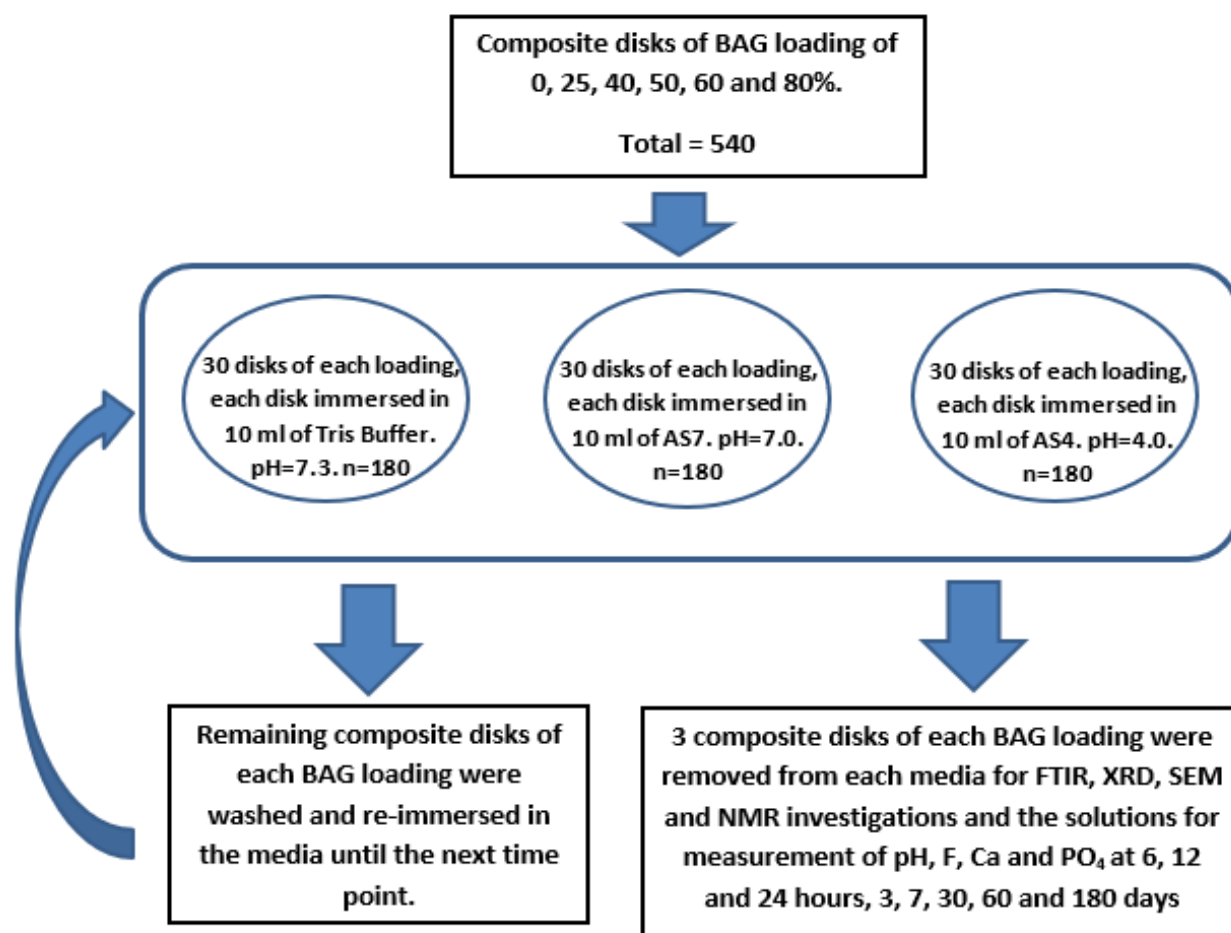 Composite disks of BAG loading of
0, 25, 40, 50, 60 and 80%.
Total = 540
30 disks of each loading,
each disk immersed in
10 ml of Tris Buffer.
pH=7.3. n=180
30 disks of each loading,
each disk immersed in
10 ml of AS7. pH=7.0.
n=180
30 disks of each loading,
each disk immersed in
10 ml of AS4. pH=4.0.
n=180
Remaining composite disks of
each BAG loading were
washed and re-immersed in
the media until the next time
point.
3 composite disks of each BAG loading were
removed from each media for FTIR, XRD, SEM
and NMR investigations and the solutions for
measurement of pH, F, Ca and PO₄ at 6, 12
and 24 hours, 3, 7, 30, 60 and 180 days